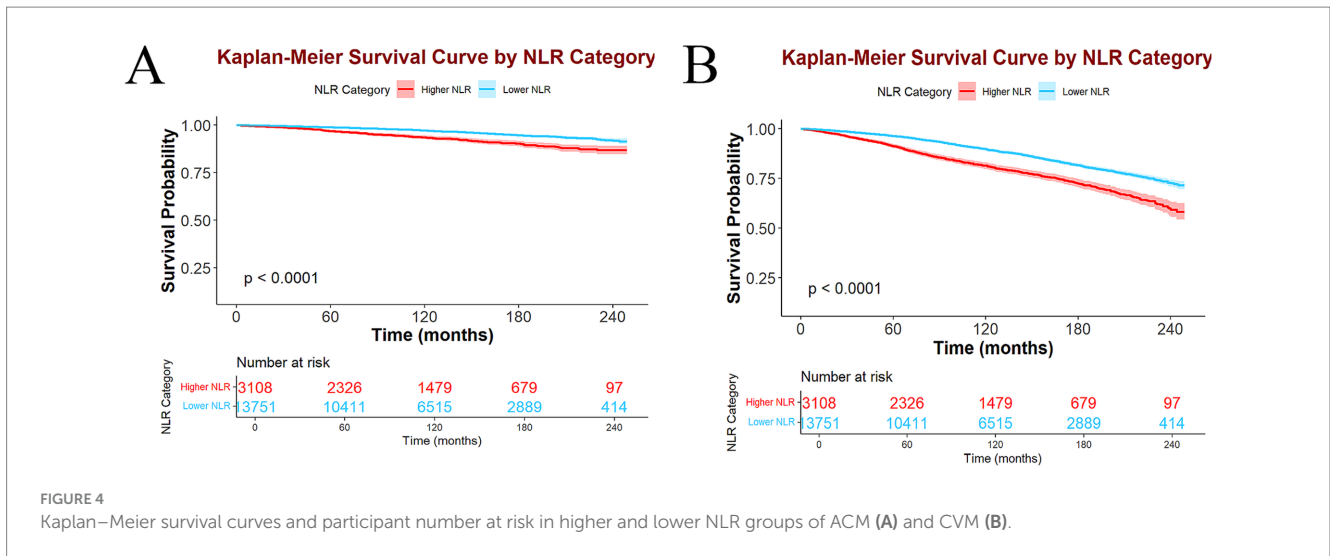 A
Kaplan-Meier Survival Curve by NLR Category
NLR Category Higher NLR Lower NLR
Survival Probability
1.00
0.75
0.50
0.25
p < 0.0001
0 60 120 180 240
Time (months)
Number at risk
NLR Category
Higher NLR 3108 2326 1479 679 97
Lower NLR 13751 10411 6515 2889 414
0 60 120 180 240
Time (months)
B
Kaplan-Meier Survival Curve by NLR Category
NLR Category Higher NLR Lower NLR
Survival Probability
1.00
0.75
0.50
0.25
p < 0.0001
0 60 120 180 240
Time (months)
Number at risk
NLR Category
Higher NLR 3108 2326 1479 679 97
Lower NLR 13751 10411 6515 2889 414
0 60 120 180 240
Time (months)
FIGURE 4
Kaplan–Meier survival curves and participant number at risk in higher and lower NLR groups of ACM (A) and CVM (B).